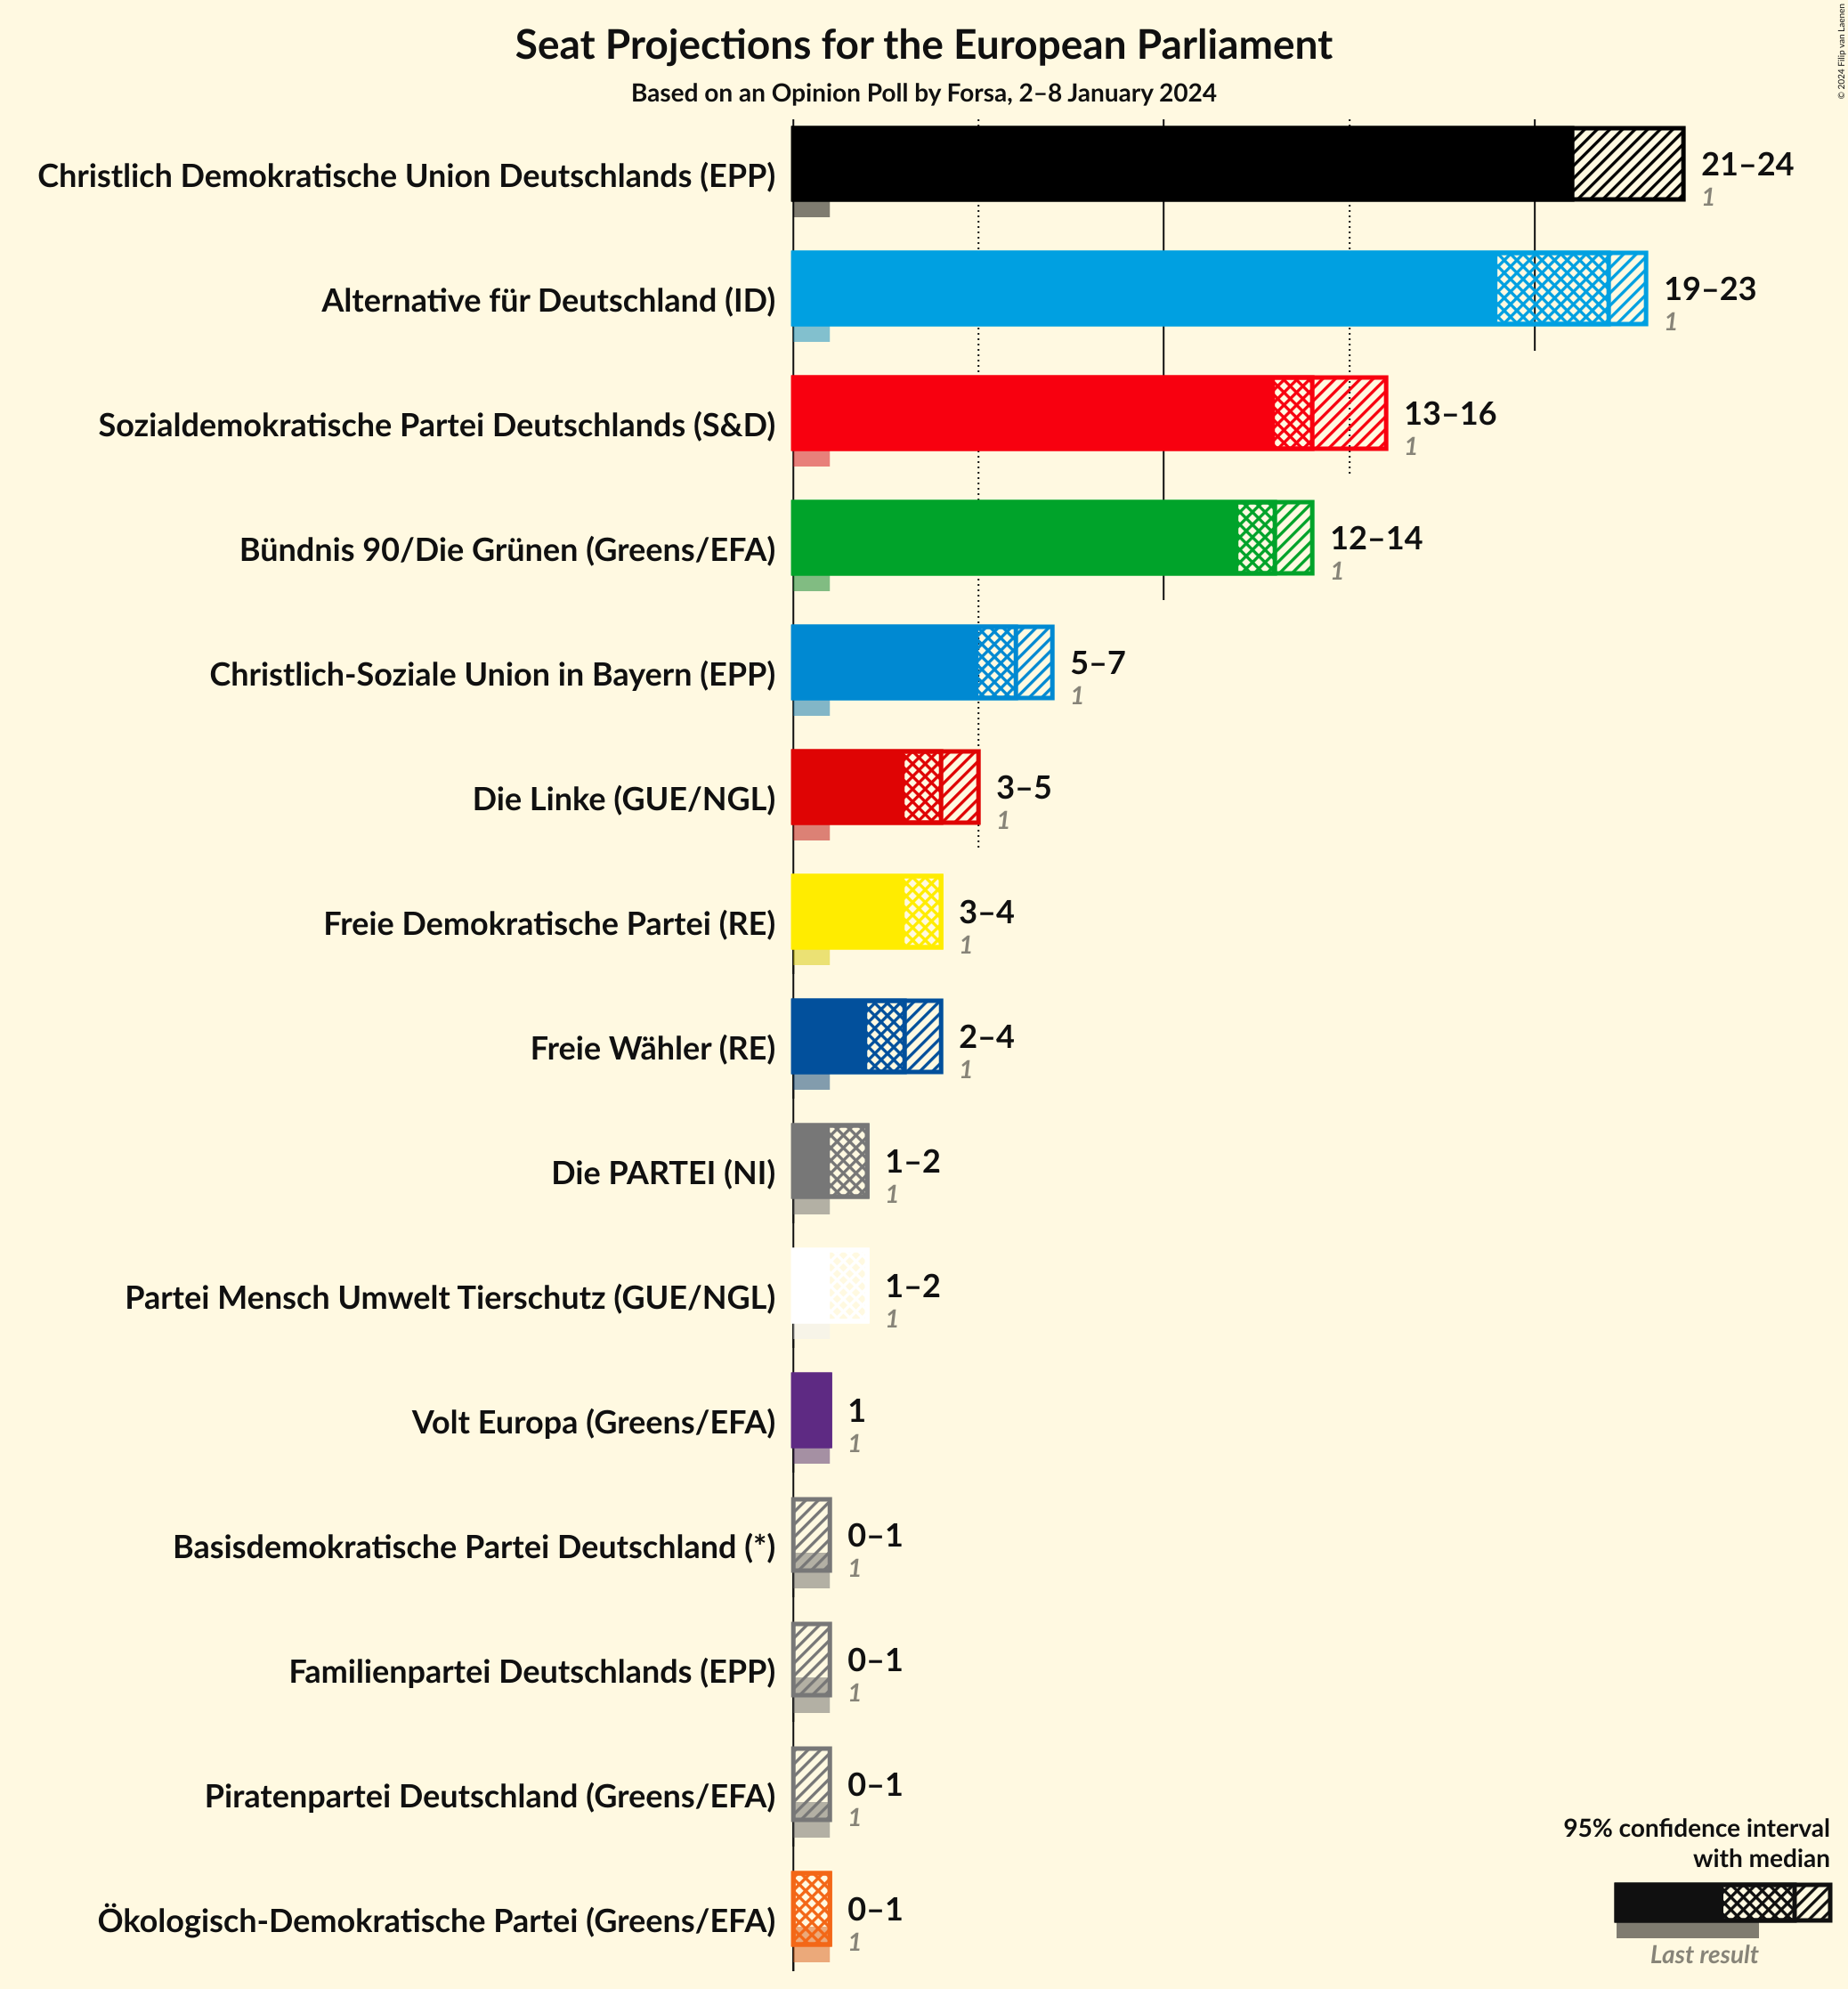 Seat Projections for the European Parliament
Based on an Opinion Poll by Forsa, 2–8 January 2024
© 2024 Filip van Laenen
Christlich Demokratische Union Deutschlands (EPP)
21–24
1
Alternative für Deutschland (ID)
19–23
1
Sozialdemokratische Partei Deutschlands (S&D)
13–16
1
Bündnis 90/Die Grünen (Greens/EFA)
12–14
1
Christlich-Soziale Union in Bayern (EPP)
5–7
1
Die Linke (GUE/NGL)
3–5
1
Freie Demokratische Partei (RE)
3–4
1
Freie Wähler (RE)
2–4
1
Die PARTEI (NI)
1–2
1
Partei Mensch Umwelt Tierschutz (GUE/NGL)
1–2
1
Volt Europa (Greens/EFA)
1
1
Basisdemokratische Partei Deutschland (*)
0–1
1
Familienpartei Deutschlands (EPP)
0–1
1
Piratenpartei Deutschland (Greens/EFA)
0–1
1
Ökologisch-Demokratische Partei (Greens/EFA)
0–1
1
95% confidence interval
with median
Last result